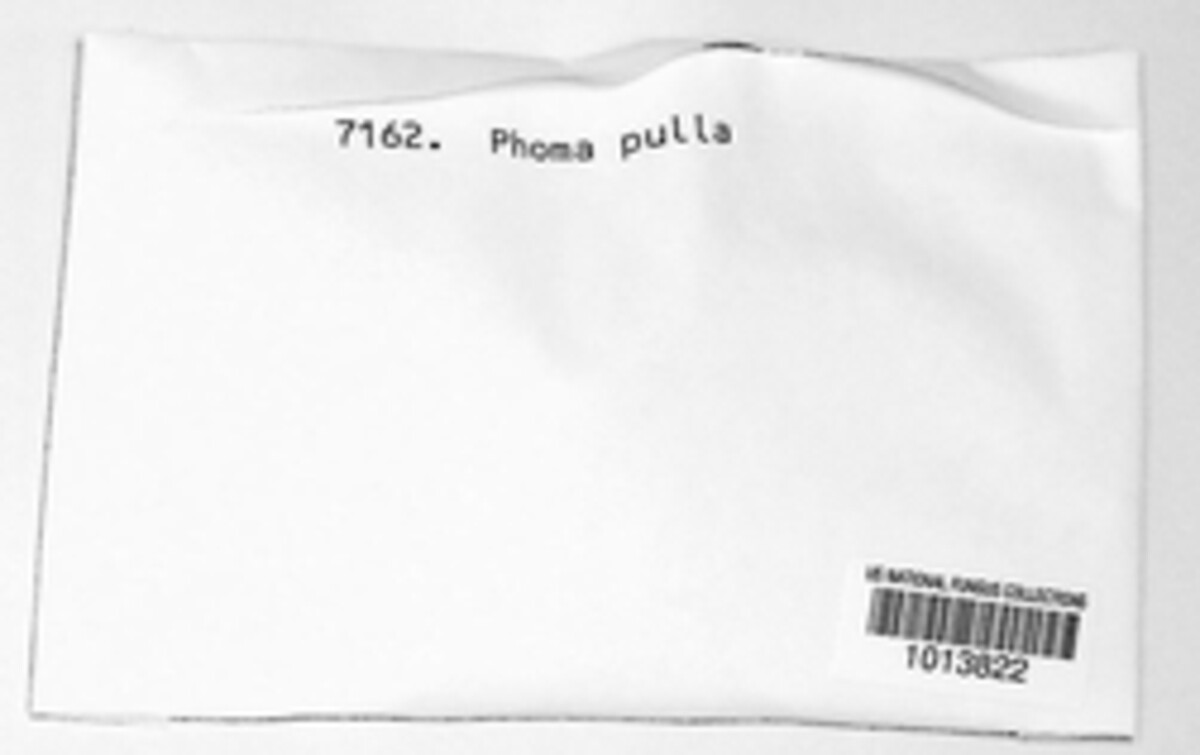 7162. Phoma pulla
US NATIONAL FUNGUS COLLECTIONS
1013822